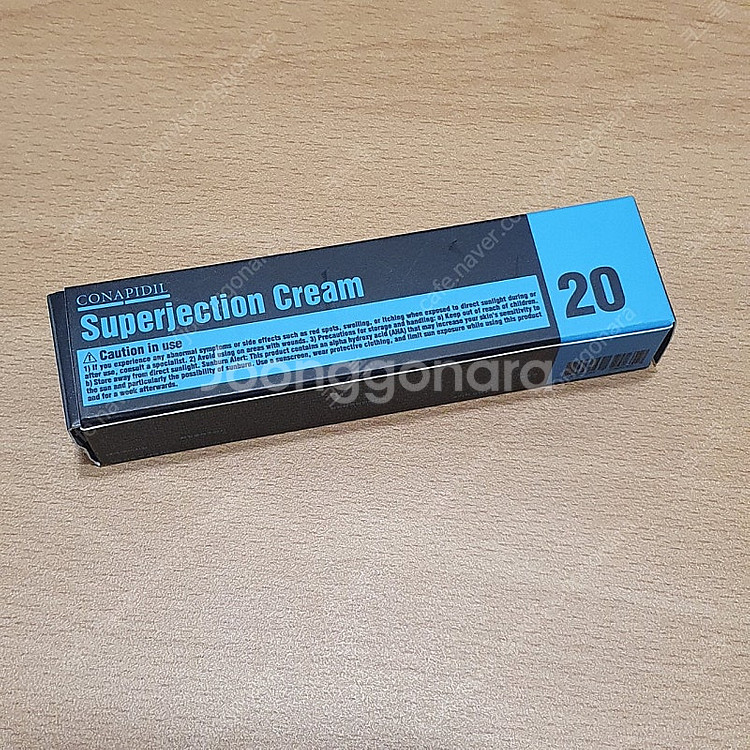 CONAPIDIL
Superjection Cream
20
Caution in use
1) If you experience any abnormal symptoms or side effects such as red spots, swelling, or itching when exposed to direct sunlight during or
after use, consult a specialist. 2) Avoid using on areas with wounds. 3) Precautions for storage and handling: a) Keep out of reach of children.
b) Store away from direct sunlight. Sunburn Alert: This product contains an alpha hydroxy acid (AHA) that may increase your skin's sensitivity to
the sun and particularly the possibility of sunburn. Use a sunscreen, wear protective clothing, and limit sun exposure while using this product
and for a week afterwards.
Joonggonara
cafe.naver.com